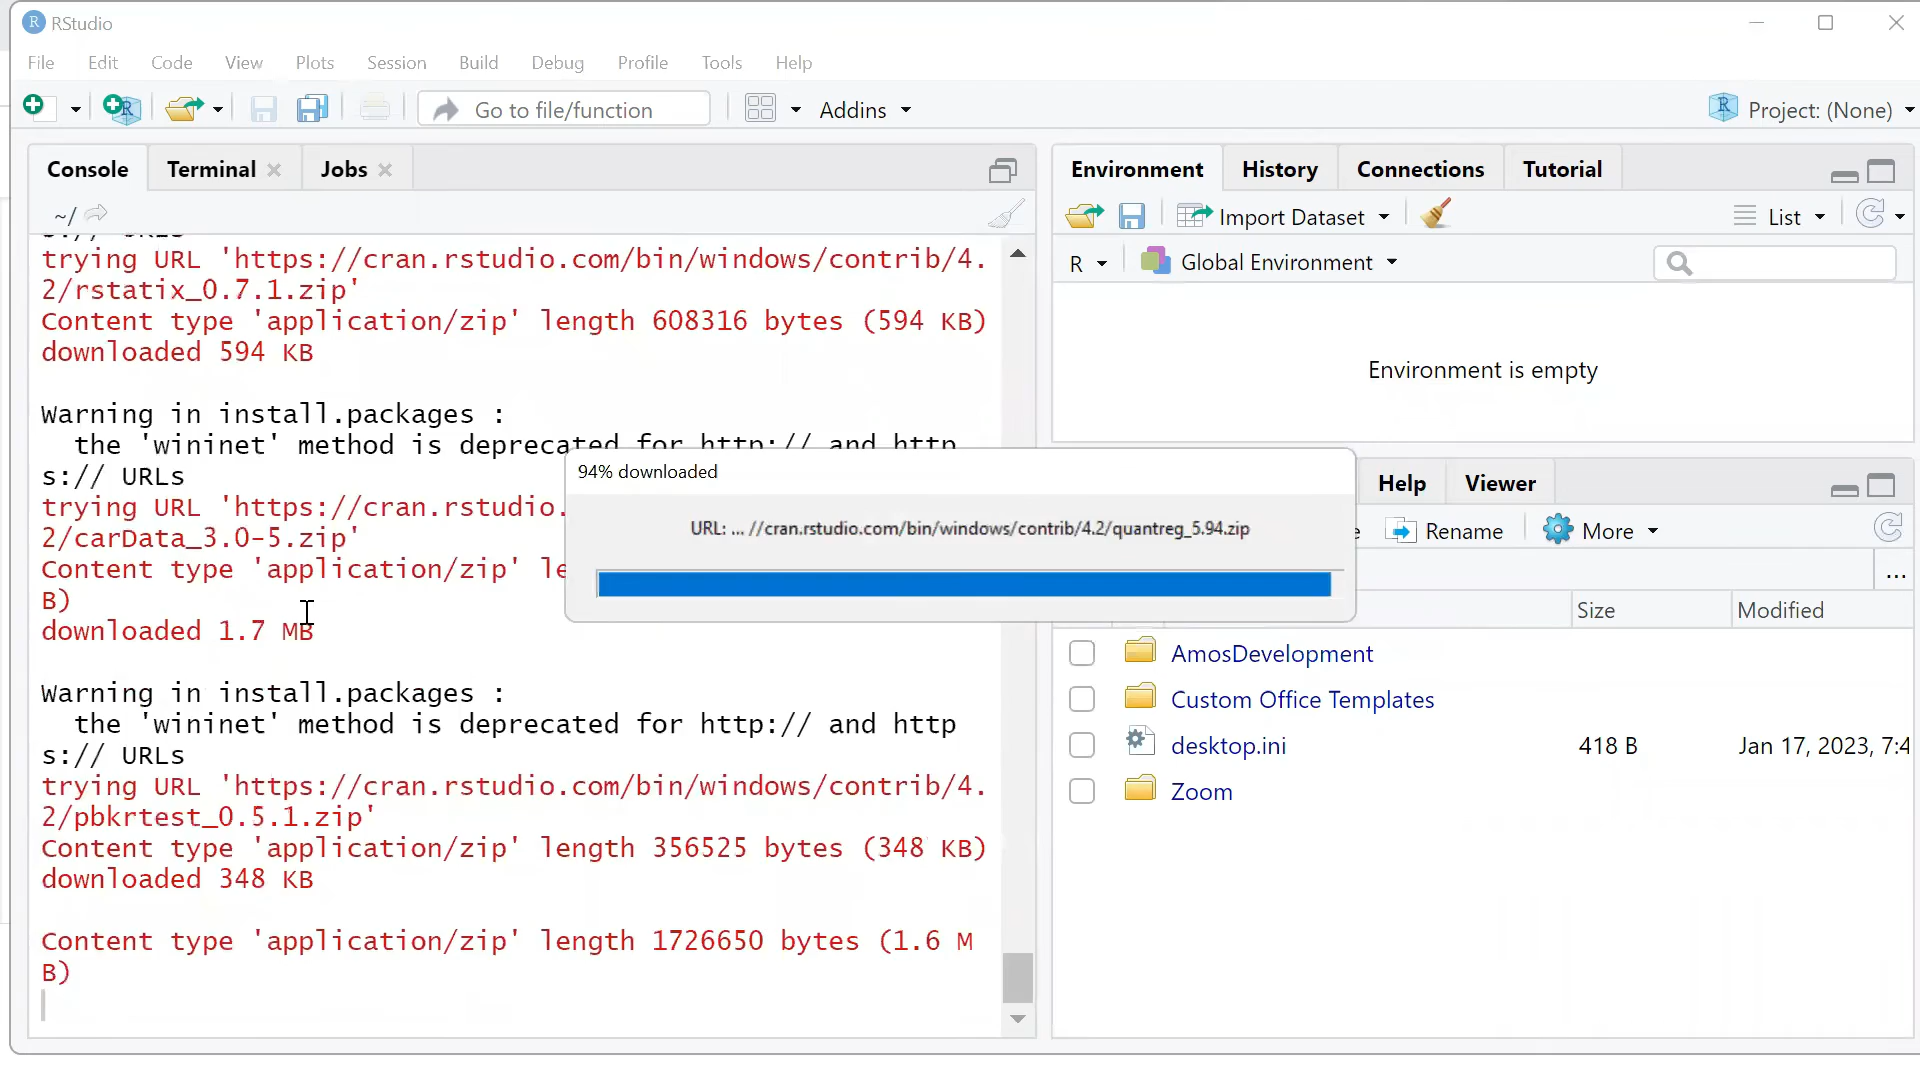 RStudio
File Edit Code View Plots Session Build Debug Profile Tools Help
Go to file/function
Addins
Project: (None)
Console Terminal Jobs
~/
trying URL 'https://cran.rstudio.com/bin/windows/contrib/4.
2/rstatix_0.7.1.zip'
Content type 'application/zip' length 608316 bytes (594 KB)
downloaded 594 KB
Warning in install.packages :
the 'wininet' method is deprecated for http:// and http
s:// URLs
trying URL 'https://cran.rstudio.
2/carData_3.0-5.zip'
Content type 'application/zip' le
B)
downloaded 1.7 MB
Warning in install.packages :
the 'wininet' method is deprecated for http:// and http
s:// URLs
trying URL 'https://cran.rstudio.com/bin/windows/contrib/4.
2/pbkrtest_0.5.1.zip'
Content type 'application/zip' length 356525 bytes (348 KB)
downloaded 348 KB
Content type 'application/zip' length 1726650 bytes (1.6 M
B)
94% downloaded
URL: ... //cran.rstudio.com/bin/windows/contrib/4.2/quantreg_5.94.zip
Environment History Connections Tutorial
Import Dataset
List
R
Global Environment
Environment is empty
Help Viewer
e Rename More
...
Size Modified
AmosDevelopment
Custom Office Templates
desktop.ini 418 B Jan 17, 2023, 7:4
Zoom